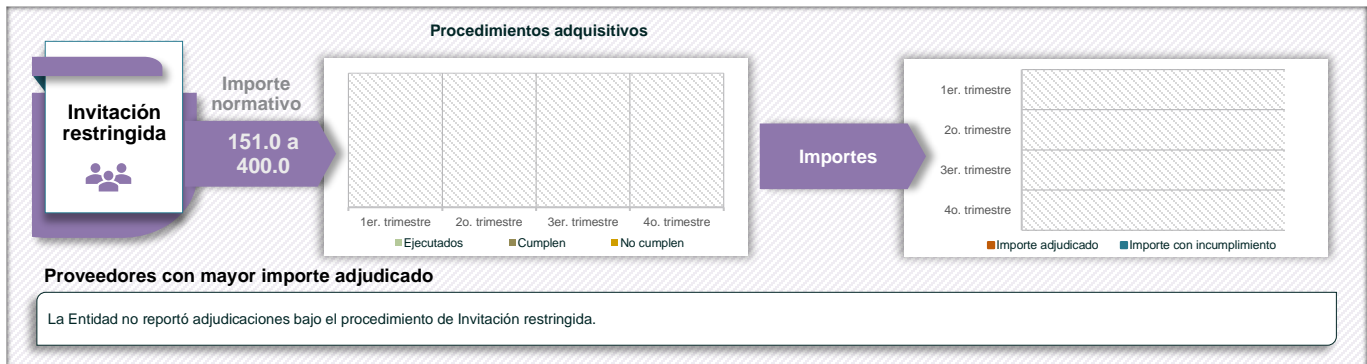 Procedimientos adquisitivos
Invitación
restringida
Importe
normativo
151.0 a
400.0
1er. trimestre
2o. trimestre
3er. trimestre
4o. trimestre
Ejecutados
Cumplen
No cumplen
Importes
1er. trimestre
2o. trimestre
3er. trimestre
4o. trimestre
Importe adjudicado
Importe con incumplimiento
Proveedores con mayor importe adjudicado
La Entidad no reportó adjudicaciones bajo el procedimiento de Invitación restringida.